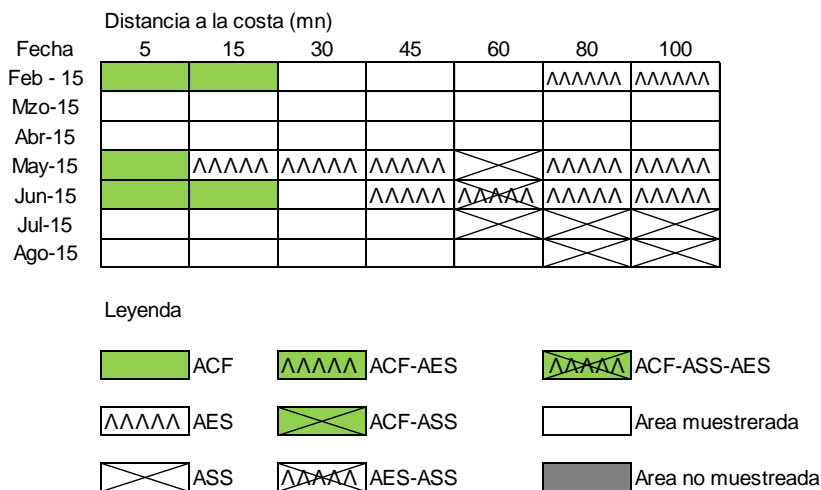 Distancia a la costa (mn)
Fecha 5 15 30 45 60 80 100
Feb - 15 ΛΛΛΛΛΛ ΛΛΛΛΛΛ
Mzo-15
Abr-15
May-15 ΛΛΛΛΛ ΛΛΛΛΛ ΛΛΛΛΛ ΛΛΛΛΛ ΛΛΛΛΛ
Jun-15 ΛΛΛΛΛ ΛΛΛΛΛ ΛΛΛΛΛ ΛΛΛΛΛ
Jul-15
Ago-15
Leyenda
ACF ΛΛΛΛΛ ACF-AES ΛΛΛΛΛ ACF-ASS-AES
ΛΛΛΛΛ AES ACF-ASS Area muestrerada
ASS ΛΛΛΛΛ AES-ASS Area no muestreada